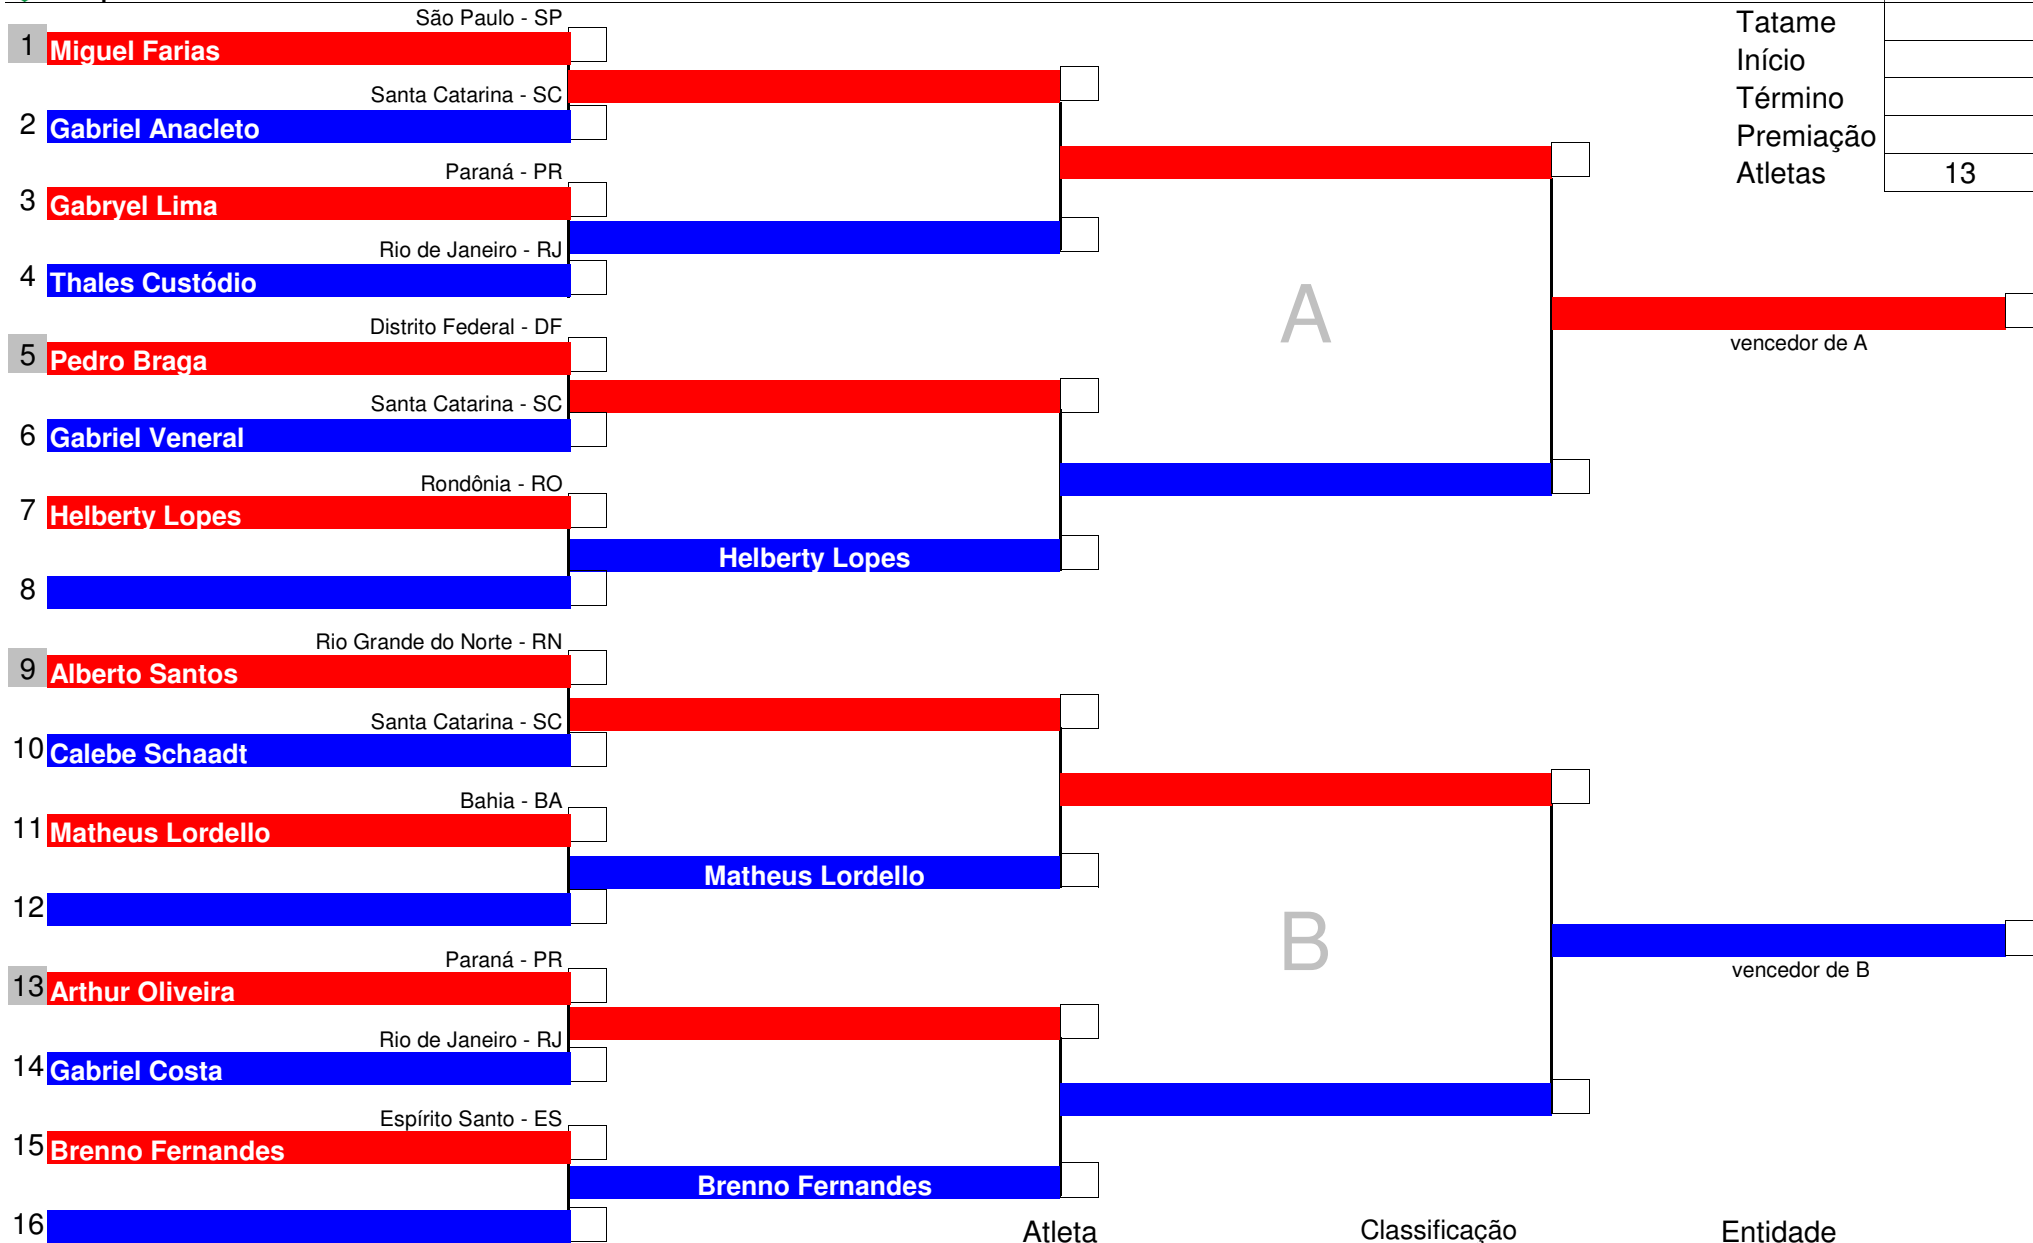 São Paulo - SP
1 Miguel Farias
Santa Catarina - SC
2 Gabriel Anacleto
Paraná - PR
3 Gabryel Lima
Rio de Janeiro - RJ
4 Thales Custódio
Distrito Federal - DF
5 Pedro Braga
Santa Catarina - SC
6 Gabriel Veneral
Rondônia - RO
7 Helberty Lopes
Helberty Lopes
8
Rio Grande do Norte - RN
9 Alberto Santos
Santa Catarina - SC
10 Calebe Schaadt
Bahia - BA
11 Matheus Lordello
Matheus Lordello
12
Paraná - PR
13 Arthur Oliveira
Rio de Janeiro - RJ
14 Gabriel Costa
Espírito Santo - ES
15 Brenno Fernandes
Brenno Fernandes
16
A
B
vencedor de A
vencedor de B
Tatame
Início
Término
Premiação
Atletas 13
Atleta Classificação Entidade